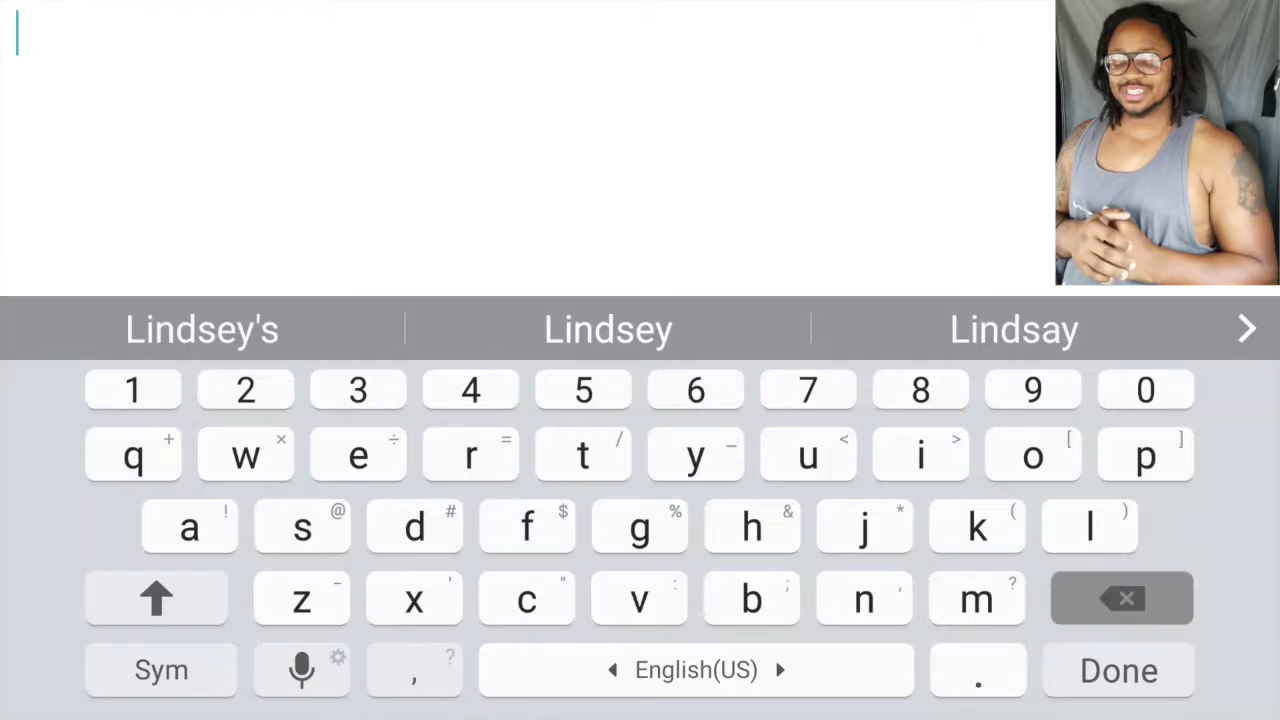 Lindsey's Lindsey Lindsay
1 2 3 4 5 6 7 8 9 0
q + w × e ÷ r = t / y _ u < i > o [ p ]
a ! s @ d # f $ g % h & j * k ( l )
z - x ' c " v : b ; n , m ?
Sym , ? English(US) . Done